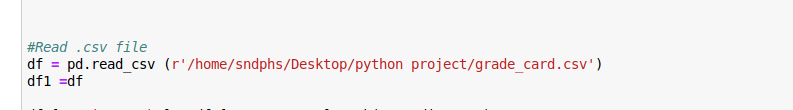 #Read .csv file
df = pd.read_csv (r'/home/sndphs/Desktop/python project/grade_card.csv')
df1 =df